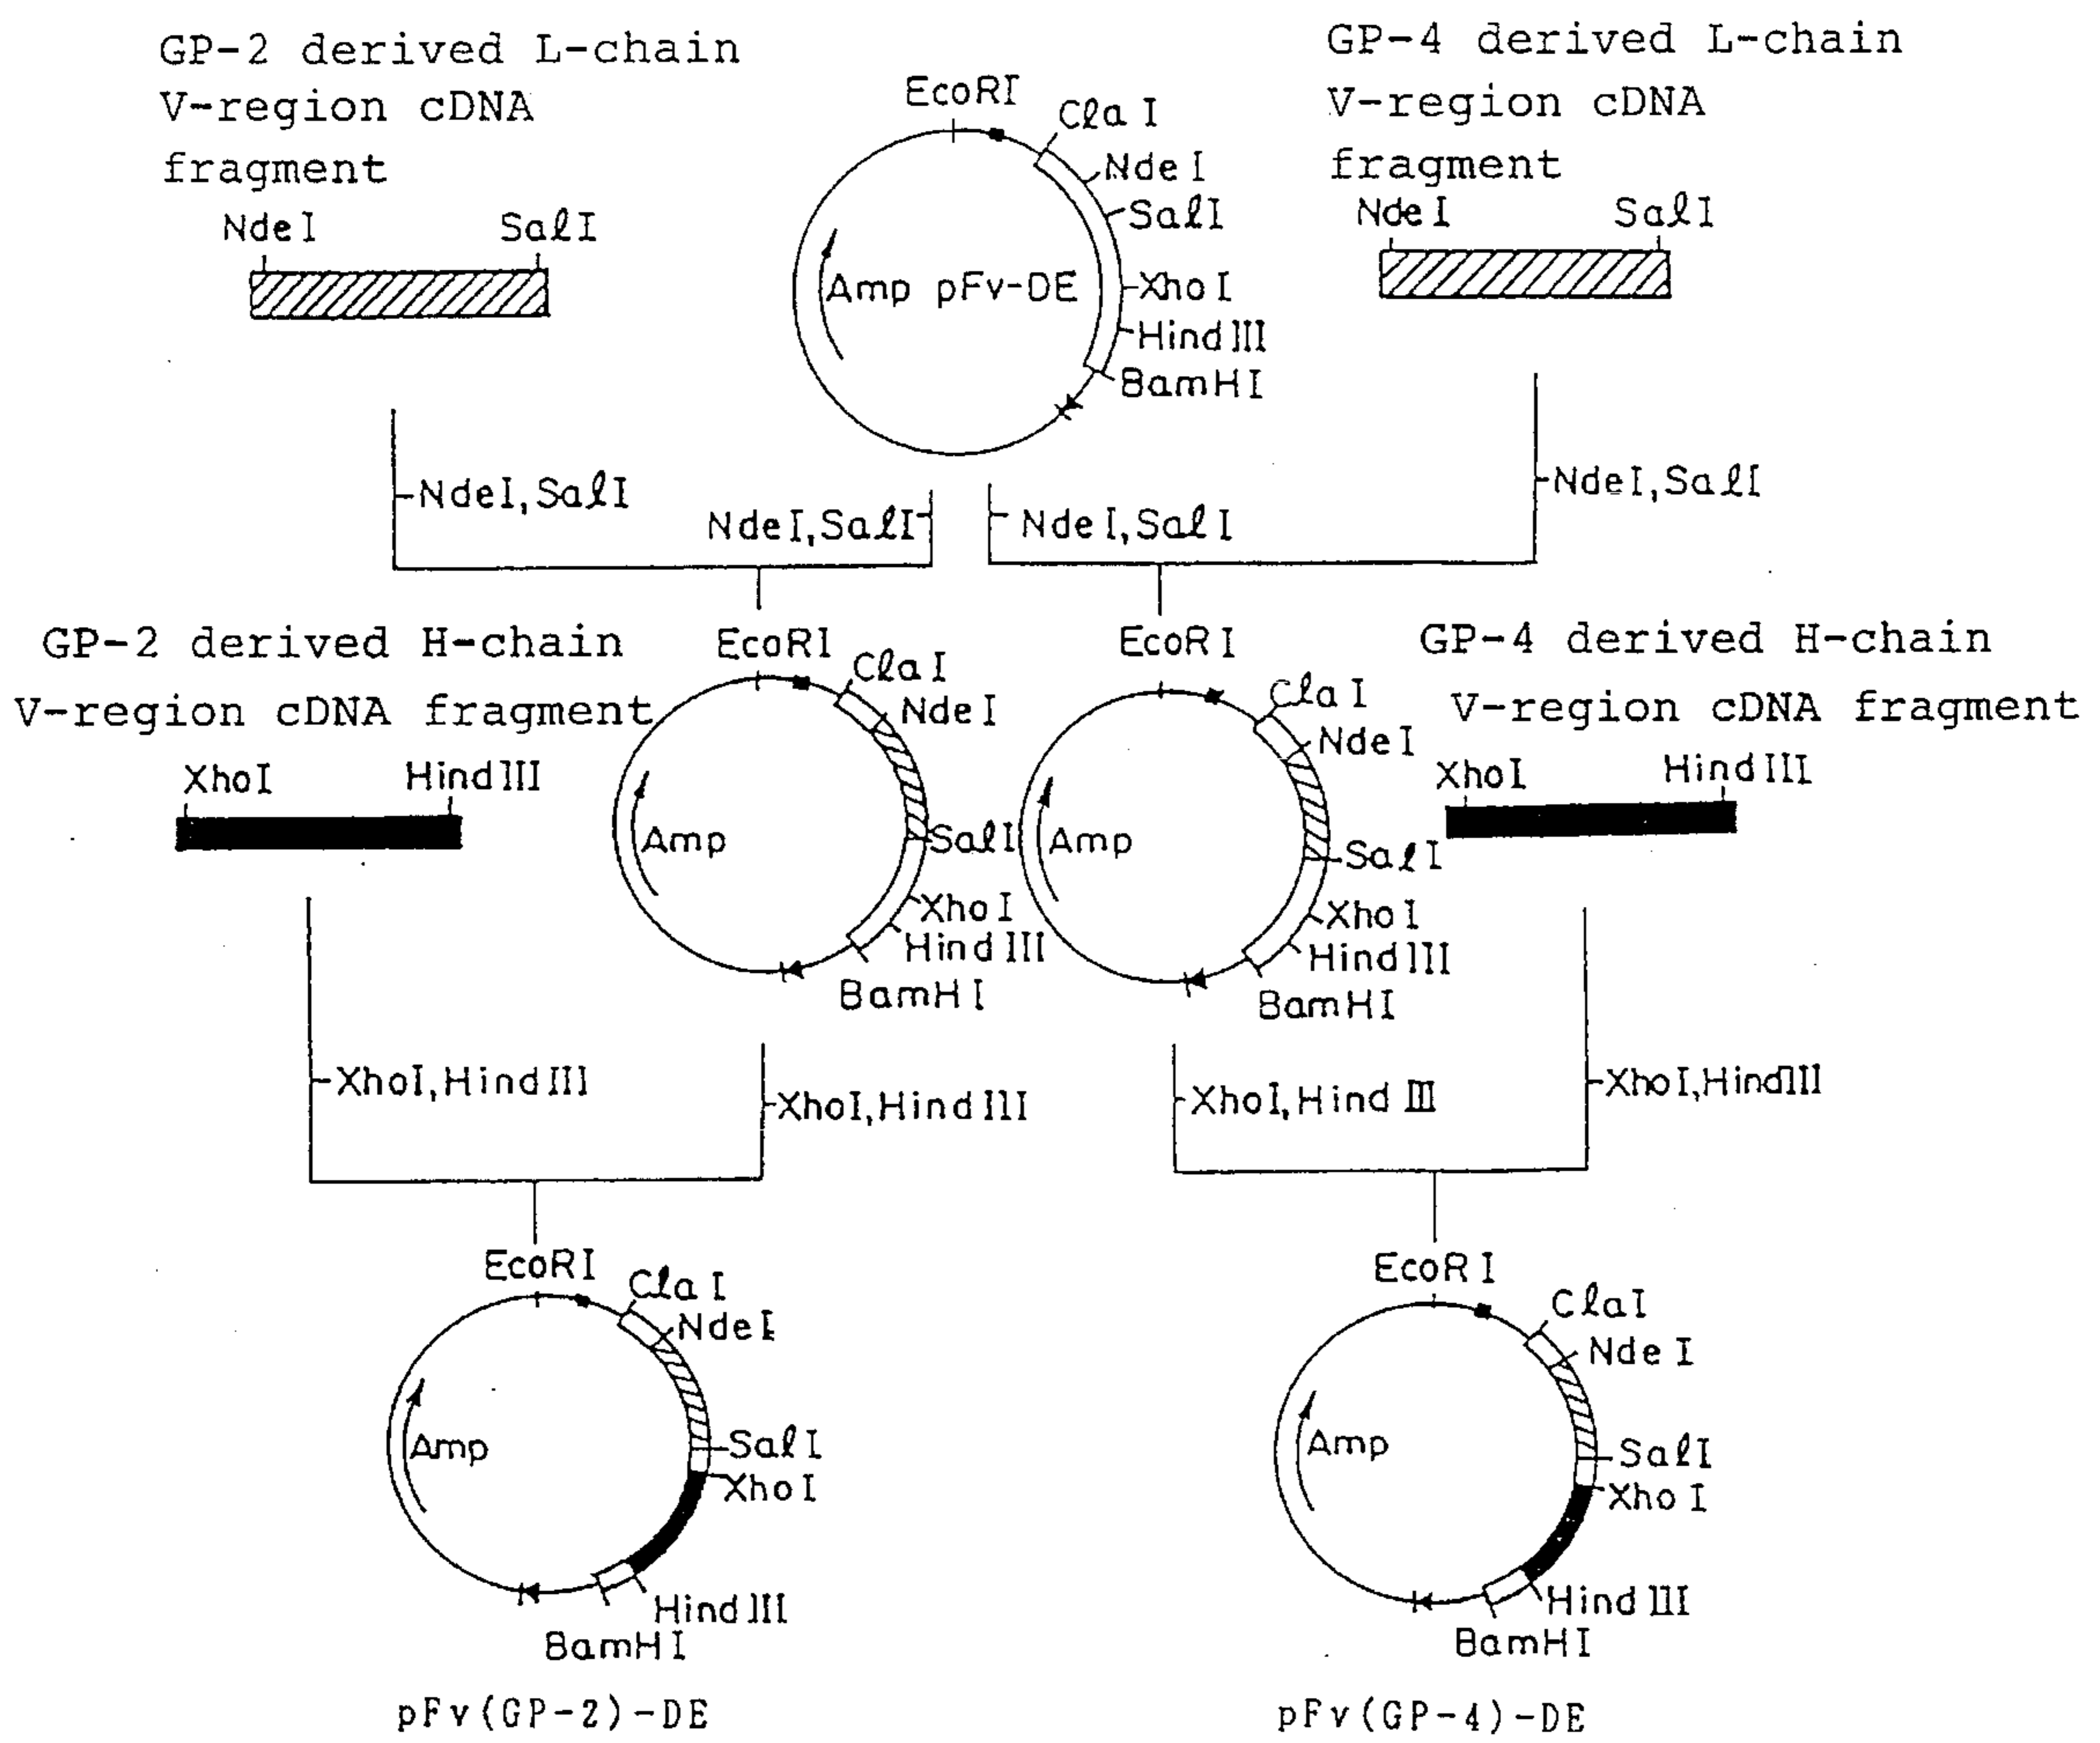 GP-2 derived L-chain
V-region cDNA
fragment
NdeI
SalI
EcoRI
ClaI
NdeI
SalI
XhoI
HindIII
BamHI
Amp pFv-DE
GP-4 derived L-chain
V-region cDNA
fragment
NdeI
SalI
NdeI,SalI
NdeI,SalI
NdeI,SalI
NdeI,SalI
GP-2 derived H-chain
V-region cDNA fragment
XhoI
HindIII
EcoRI
ClaI
NdeI
SalI
XhoI
HindIII
BamHI
Amp
EcoRI
ClaI
NdeI
SalI
XhoI
HindIII
BamHI
Amp
GP-4 derived H-chain
V-region cDNA fragment
XhoI
HindIII
XhoI,HindIII
XhoI,HindIII
XhoI,HindIII
XhoI,HindIII
EcoRI
ClaI
NdeI
SalI
XhoI
HindIII
BamHI
Amp
pFv(GP-2)-DE
EcoRI
ClaI
NdeI
SalI
XhoI
HindIII
BamHI
Amp
pFv(GP-4)-DE